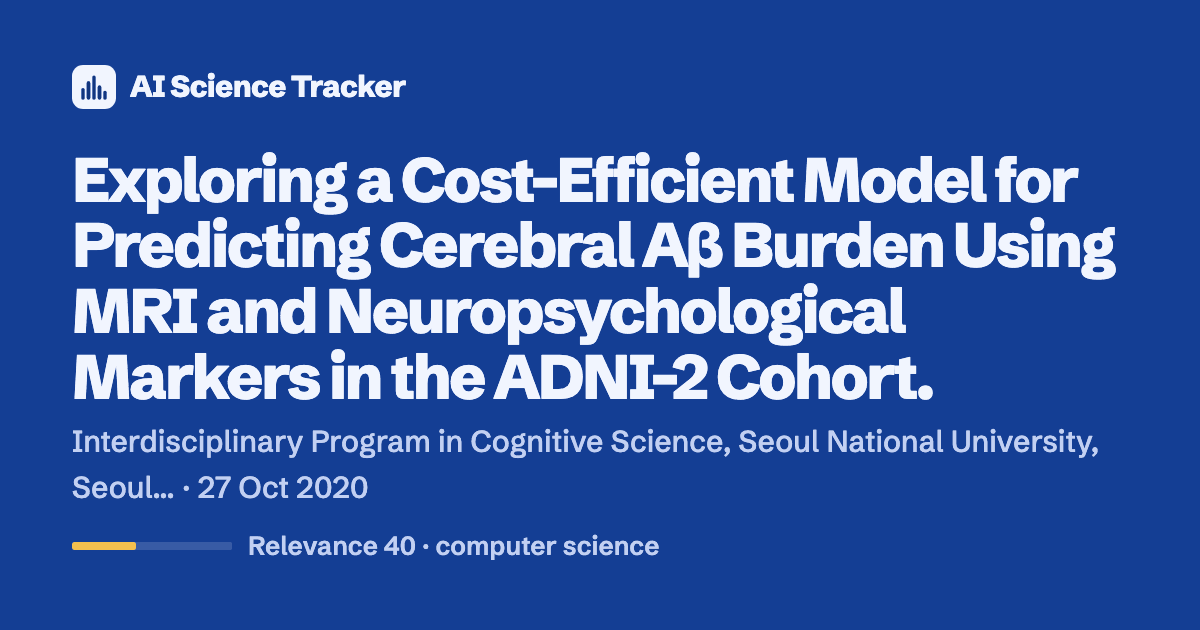 AI Science Tracker
Exploring a Cost-Efficient Model for
Predicting Cerebral Aβ Burden Using
MRI and Neuropsychological
Markers in the ADNI-2 Cohort.
Interdisciplinary Program in Cognitive Science, Seoul National University,
Seoul... · 27 Oct 2020
Relevance 40 · computer science